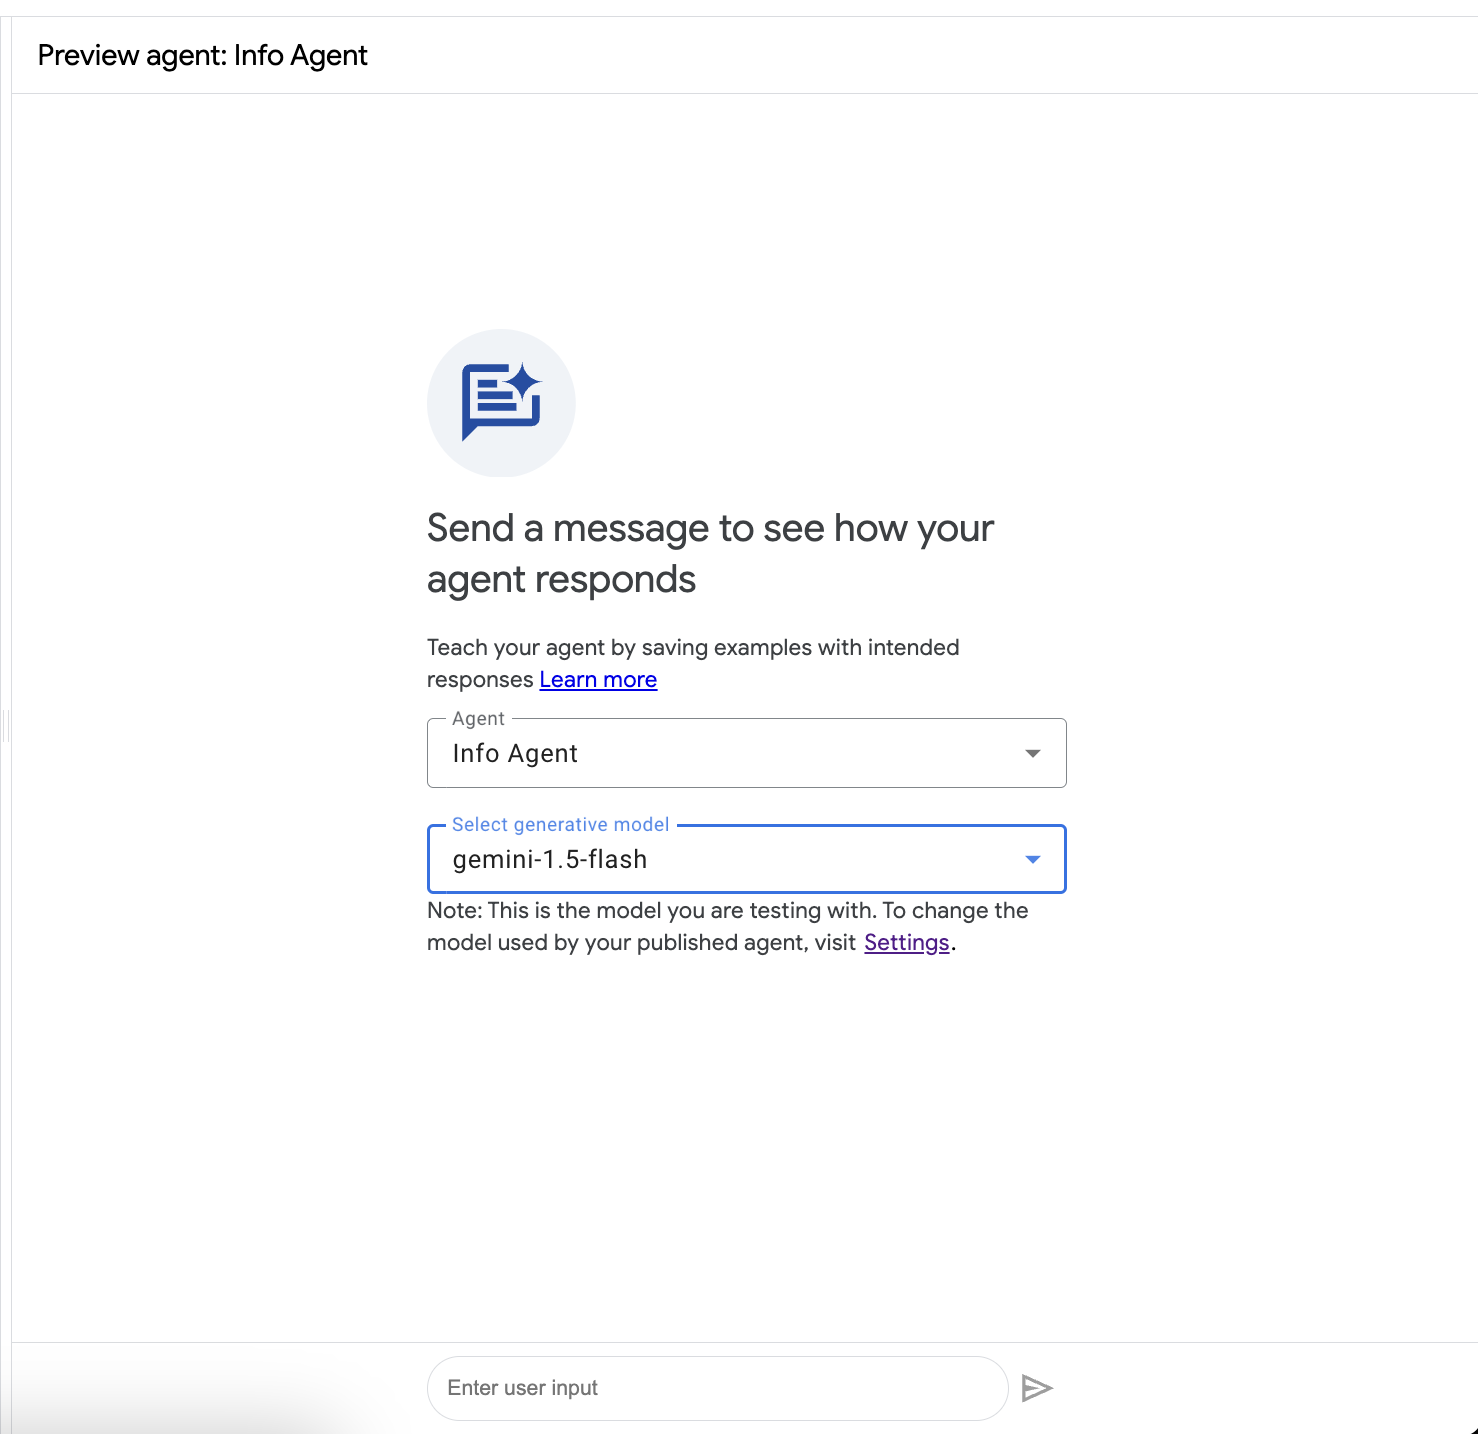 Preview agent: Info Agent
Send a message to see how your
agent responds
Teach your agent by saving examples with intended
responses Learn more
Agent
Info Agent
Select generative model
gemini-1.5-flash
Note: This is the model you are testing with. To change the
model used by your published agent, visit Settings.
Enter user input